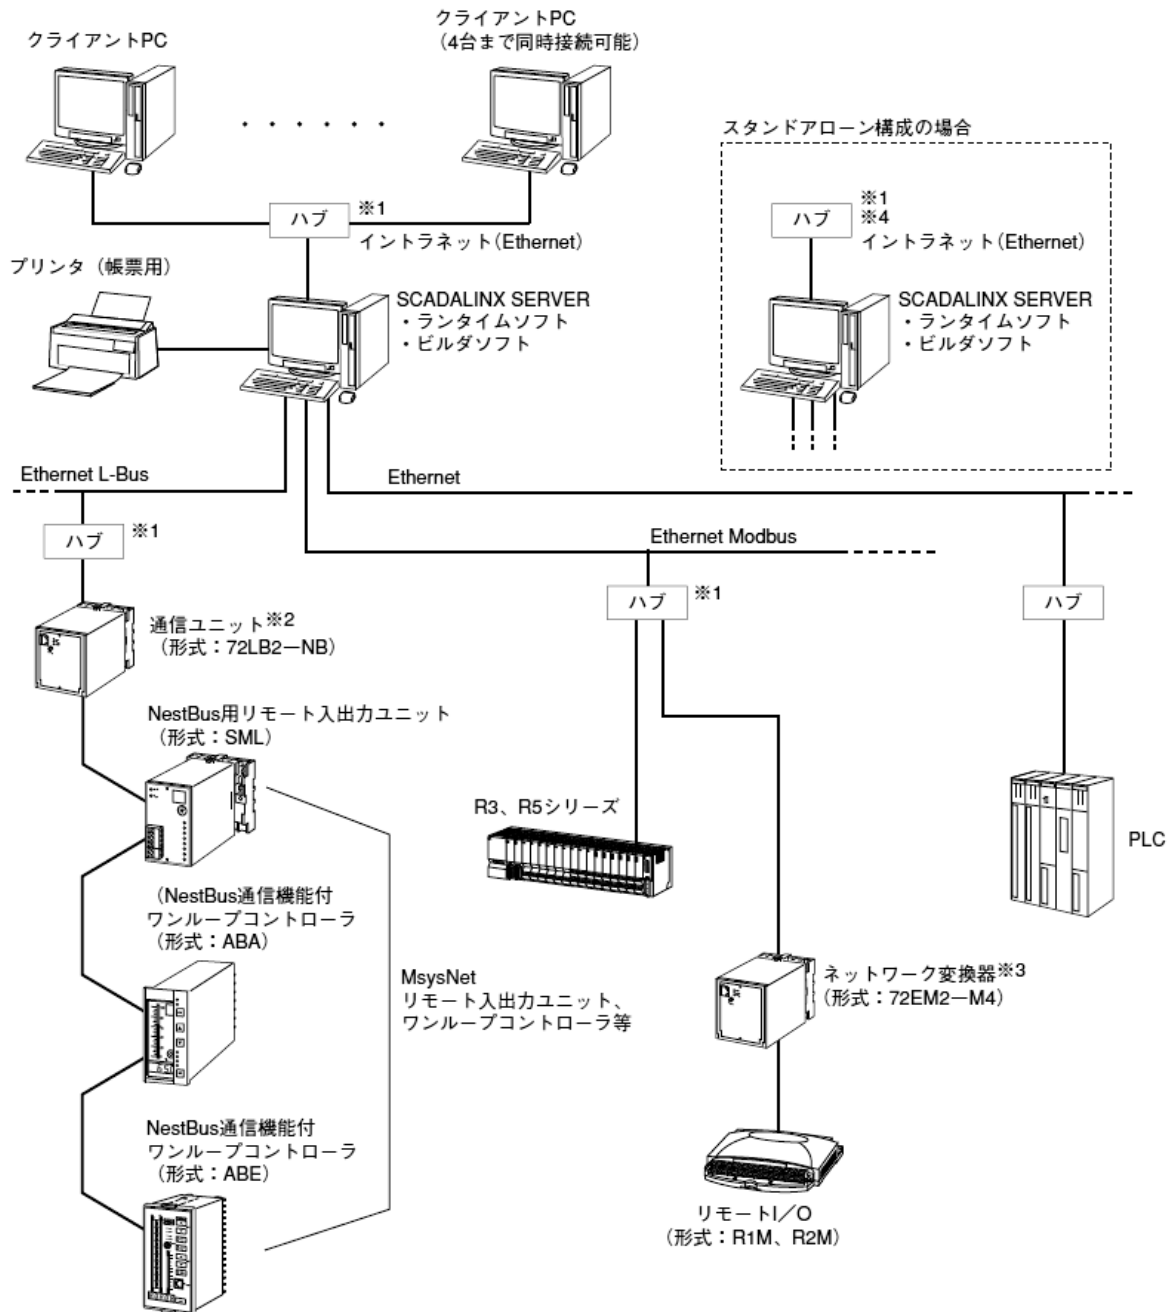 クライアントPC
クライアントPC
（4台まで同時接続可能）
スタンドアローン構成の場合
ハブ
※1
イントラネット（Ethernet）
ハブ
※1
※4
イントラネット（Ethernet）
プリンタ（帳票用）
SCADALINX SERVER
・ランタイムソフト
・ビルダソフト
SCADALINX SERVER
・ランタイムソフト
・ビルダソフト
Ethernet L-Bus
Ethernet
ハブ
※1
Ethernet Modbus
ハブ
※1
ハブ
通信ユニット※2
（形式：72LB2－NB）
NestBus用リモート入出力ユニット
（形式：SML）
R3、R5シリーズ
PLC
（NestBus通信機能付
ワンループコントローラ
（形式：ABA）
MsysNet
リモート入出力ユニット、
ワンループコントローラ等
ネットワーク変換器※3
（形式：72EM2－M4）
NestBus通信機能付
ワンループコントローラ
（形式：ABE）
リモートI／O
（形式：R1M、R2M）